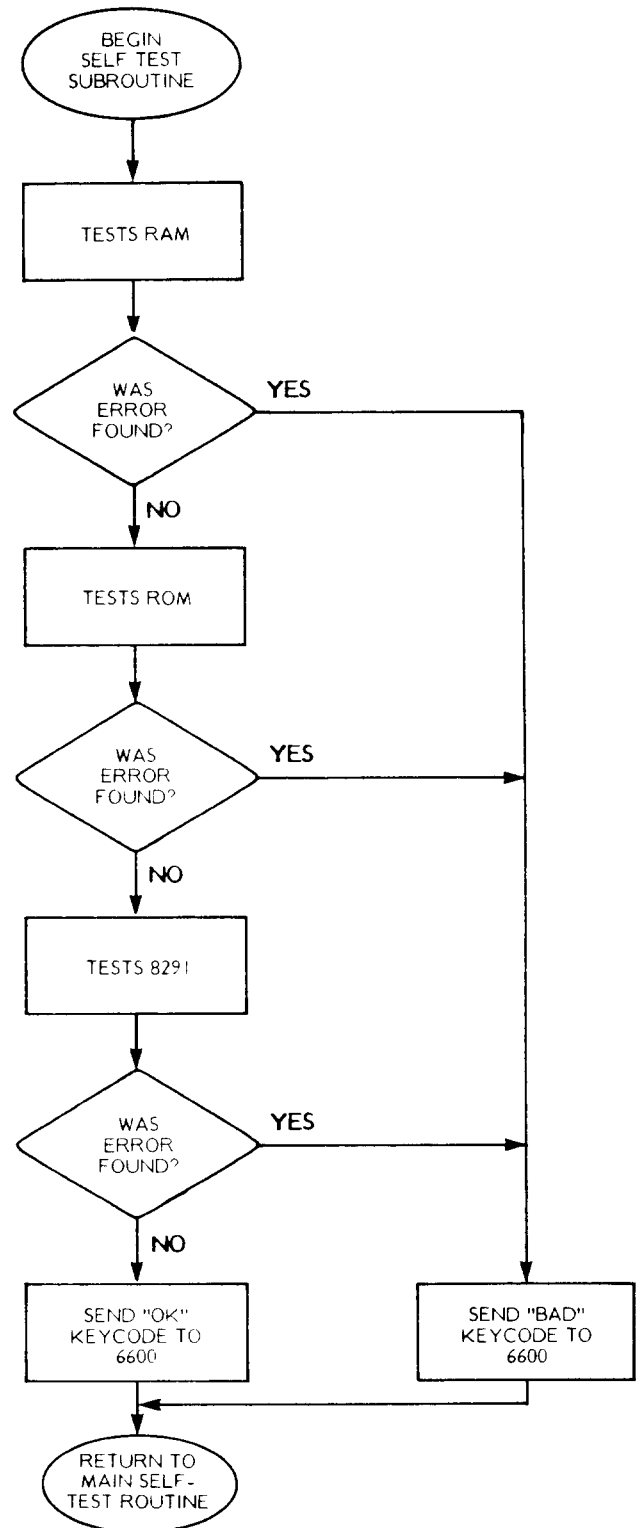 BEGIN
SELF TEST
SUBROUTINE
TESTS RAM
WAS
ERROR
FOUND?
YES
NO
TESTS ROM
WAS
ERROR
FOUND?
YES
NO
TESTS 8291
WAS
ERROR
FOUND?
YES
NO
SEND "OK"
KEYCODE TO
6600
SEND "BAD"
KEYCODE TO
6600
RETURN TO
MAIN SELF-
TEST ROUTINE